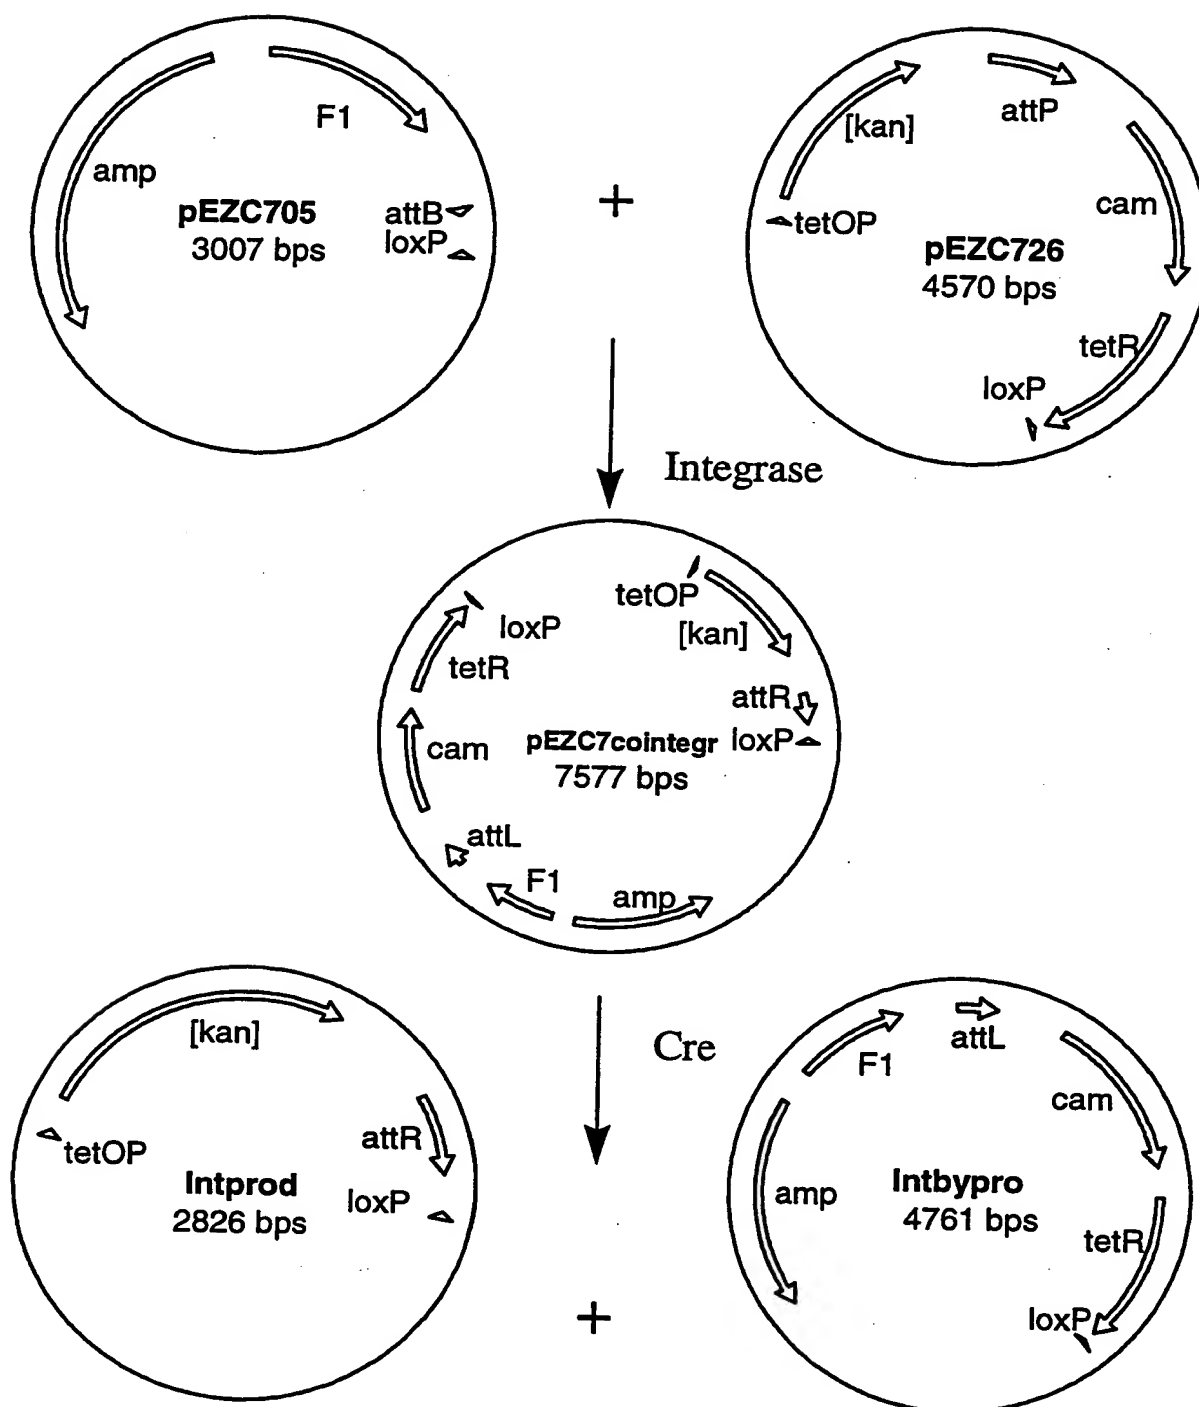 F1
amp
pEZC705
3007 bps
attB
loxP
+
[kan]
attP
cam
tetOP
pEZC726
4570 bps
tetR
loxP
Integrase
tetOP
[kan]
loxP
tetR
attR
loxP
cam
pEZC7cointegr
7577 bps
attL
F1
amp
Cre
[kan]
tetOP
attR
loxP
Intprod
2826 bps
+
F1
attL
cam
amp
Intbypro
4761 bps
tetR
loxP